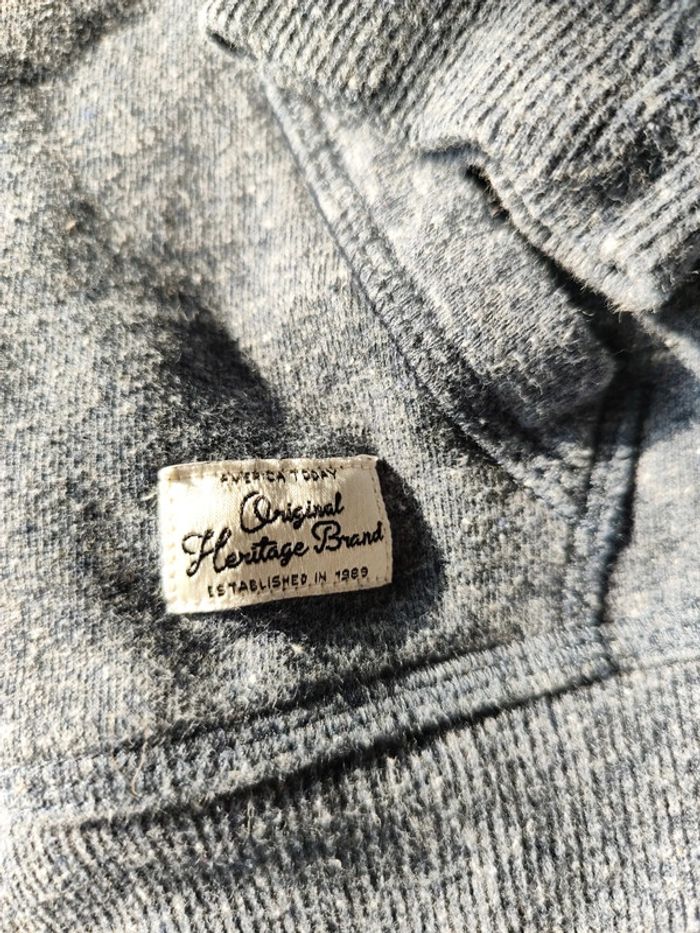 AMERICA TODAY
Original
Heritage Brand
ESTABLISHED IN 1989